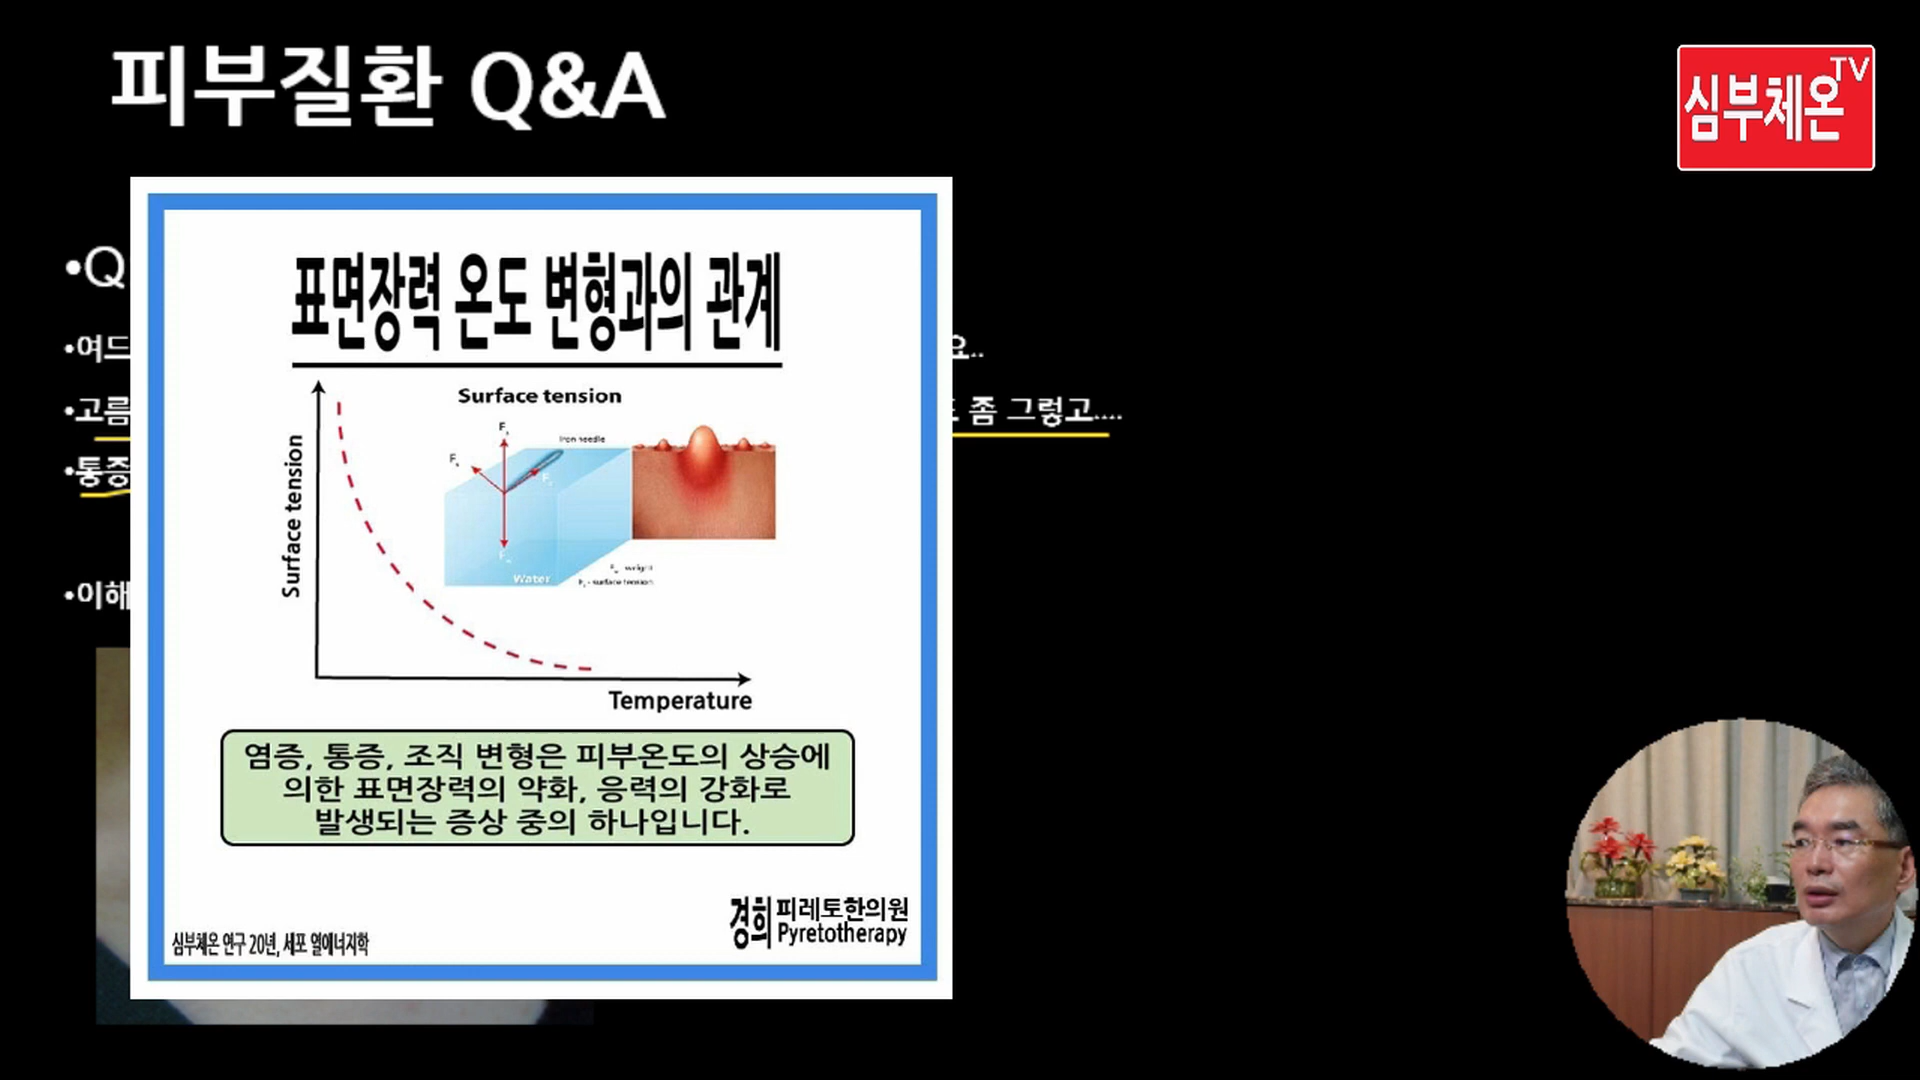 피부질환 Q&A
심부체온TV
•Q
•여드
요..
•고름
좀 그렇고....
•통증
•이해
표면장력 온도 변형과의 관계
Surface tension
Iron needle
Surface tension
Water
weight
surface tension
Temperature
염증, 통증, 조직 변형은 피부온도의 상승에
의한 표면장력의 약화, 응력의 강화로
발생되는 증상 중의 하나입니다.
심부체온 연구 20년, 세포 열에너지학
경희 피레토한의원
Pyretotherapy